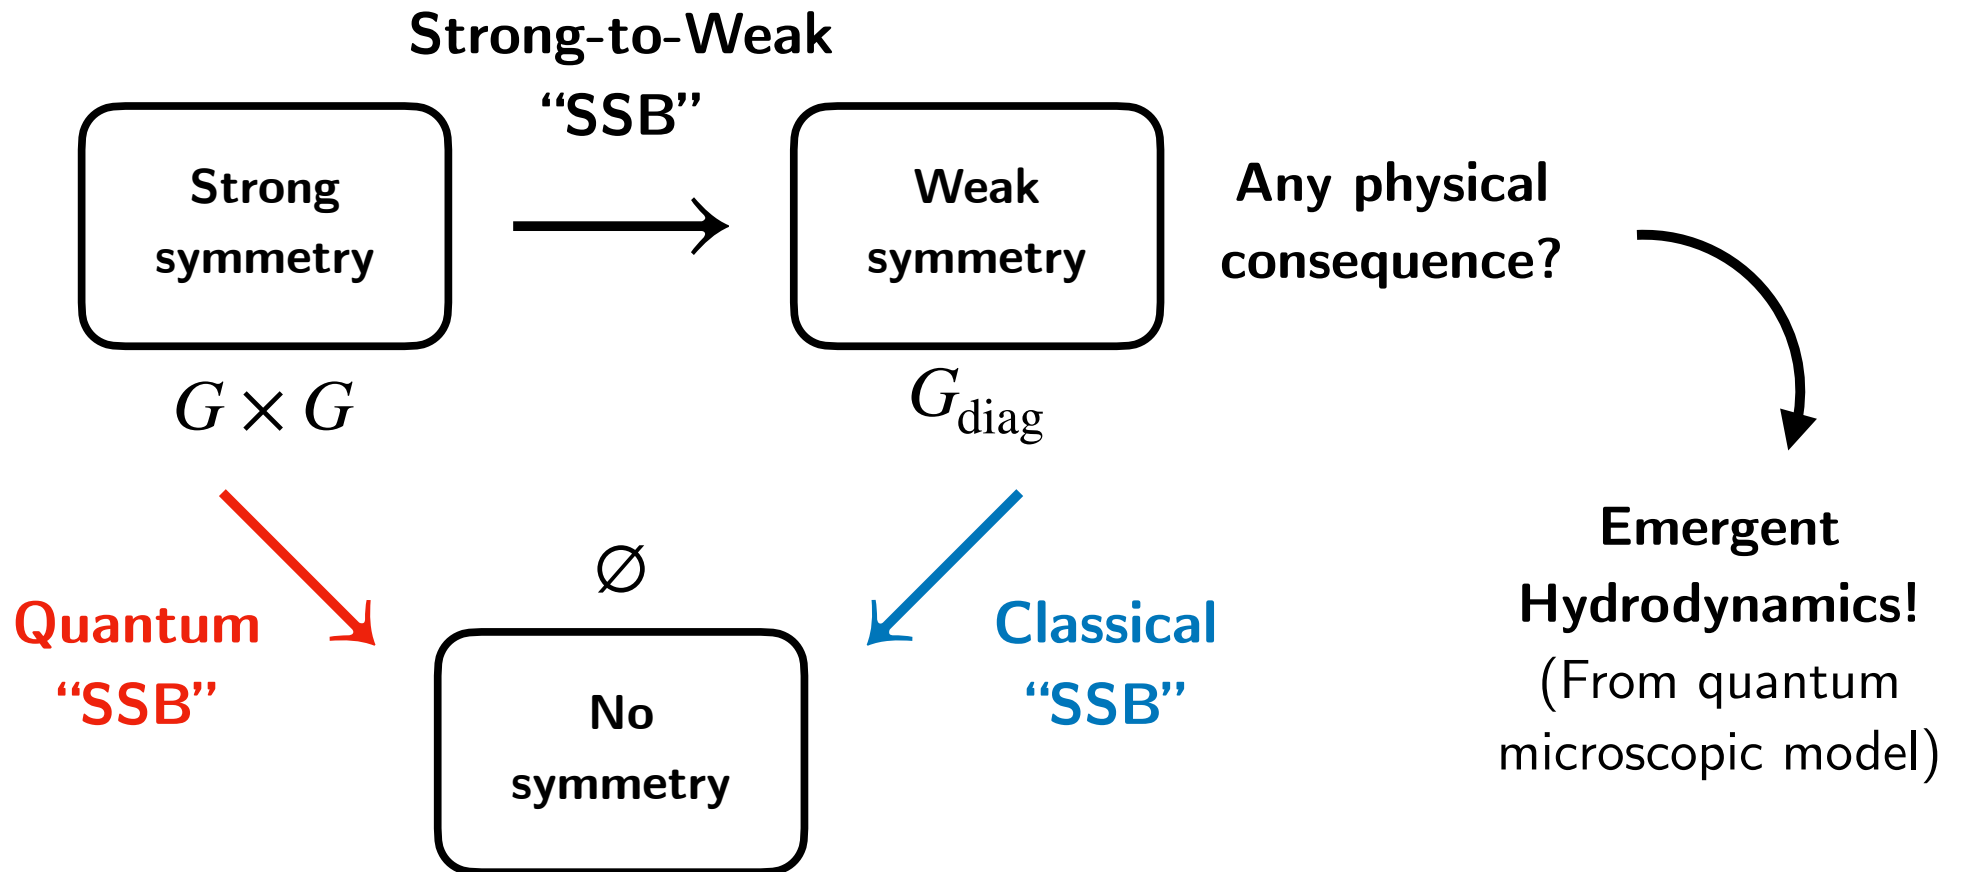 Strong-to-Weak
“SSB”
Strong
symmetry
Weak
symmetry
Any physical
consequence?
G × G
G_diag
Quantum
“SSB”
∅
Classical
“SSB”
No
symmetry
Emergent
Hydrodynamics!
(From quantum
microscopic model)